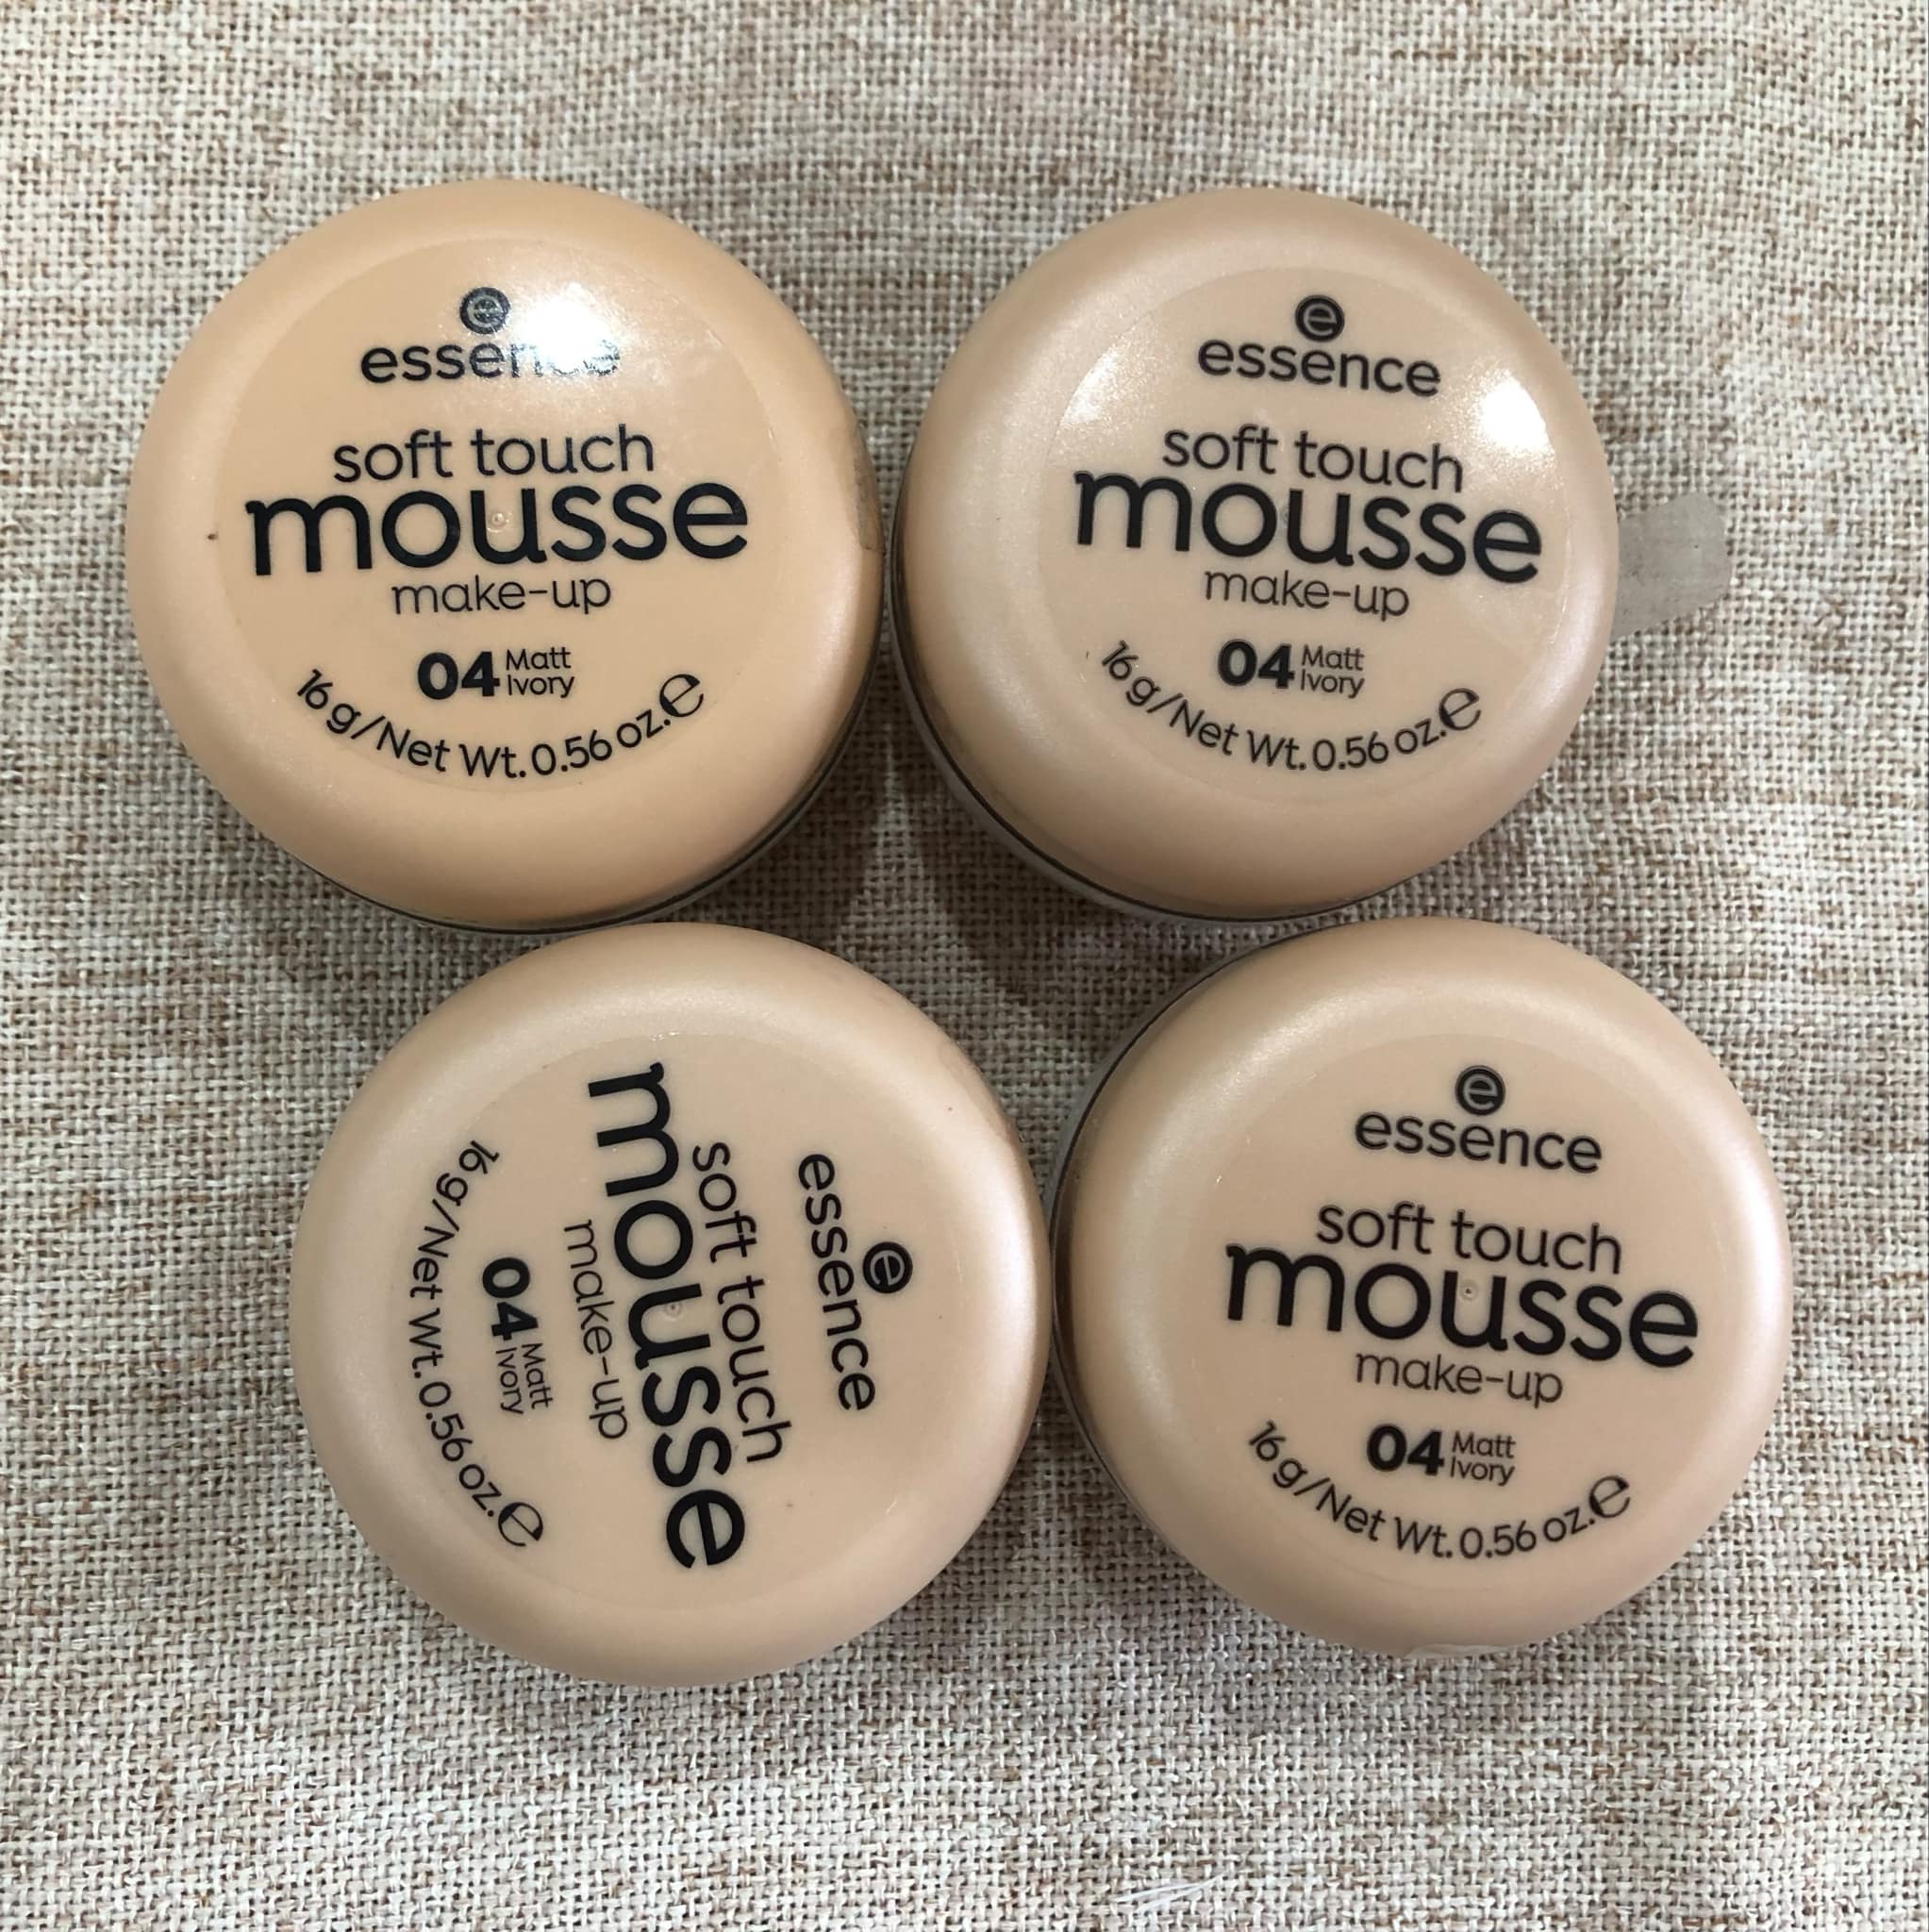 e
essence
soft touch
mousse
make-up
04 Matt
Ivory
16 g/Net Wt. 0.56 oz. e
e
essence
soft touch
mousse
make-up
04 Matt
Ivory
16 g/Net Wt. 0.56 oz. e
e
essence
soft touch
mousse
make-up
04 Matt
Ivory
16 g/Net Wt. 0.56 oz. e
e
essence
soft touch
mousse
make-up
04 Matt
Ivory
16 g/Net Wt. 0.56 oz. e